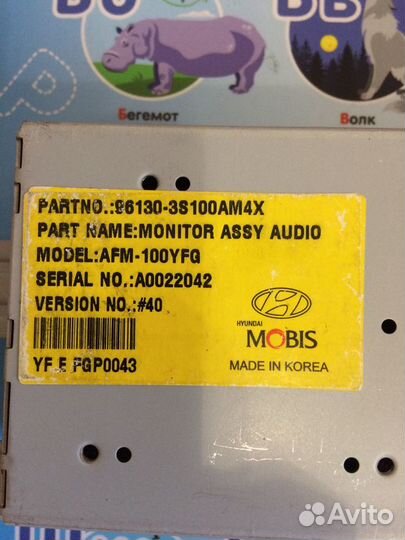 Бегемот
Волк
PARTNO.:96130-3S100AM4X
PART NAME:MONITOR ASSY AUDIO
MODEL:AFM-100YFG
SERIAL NO.:A0022042
VERSION NO.:#40
HYUNDAI
MOBIS
YF E PGP0043
MADE IN KOREA
Avito